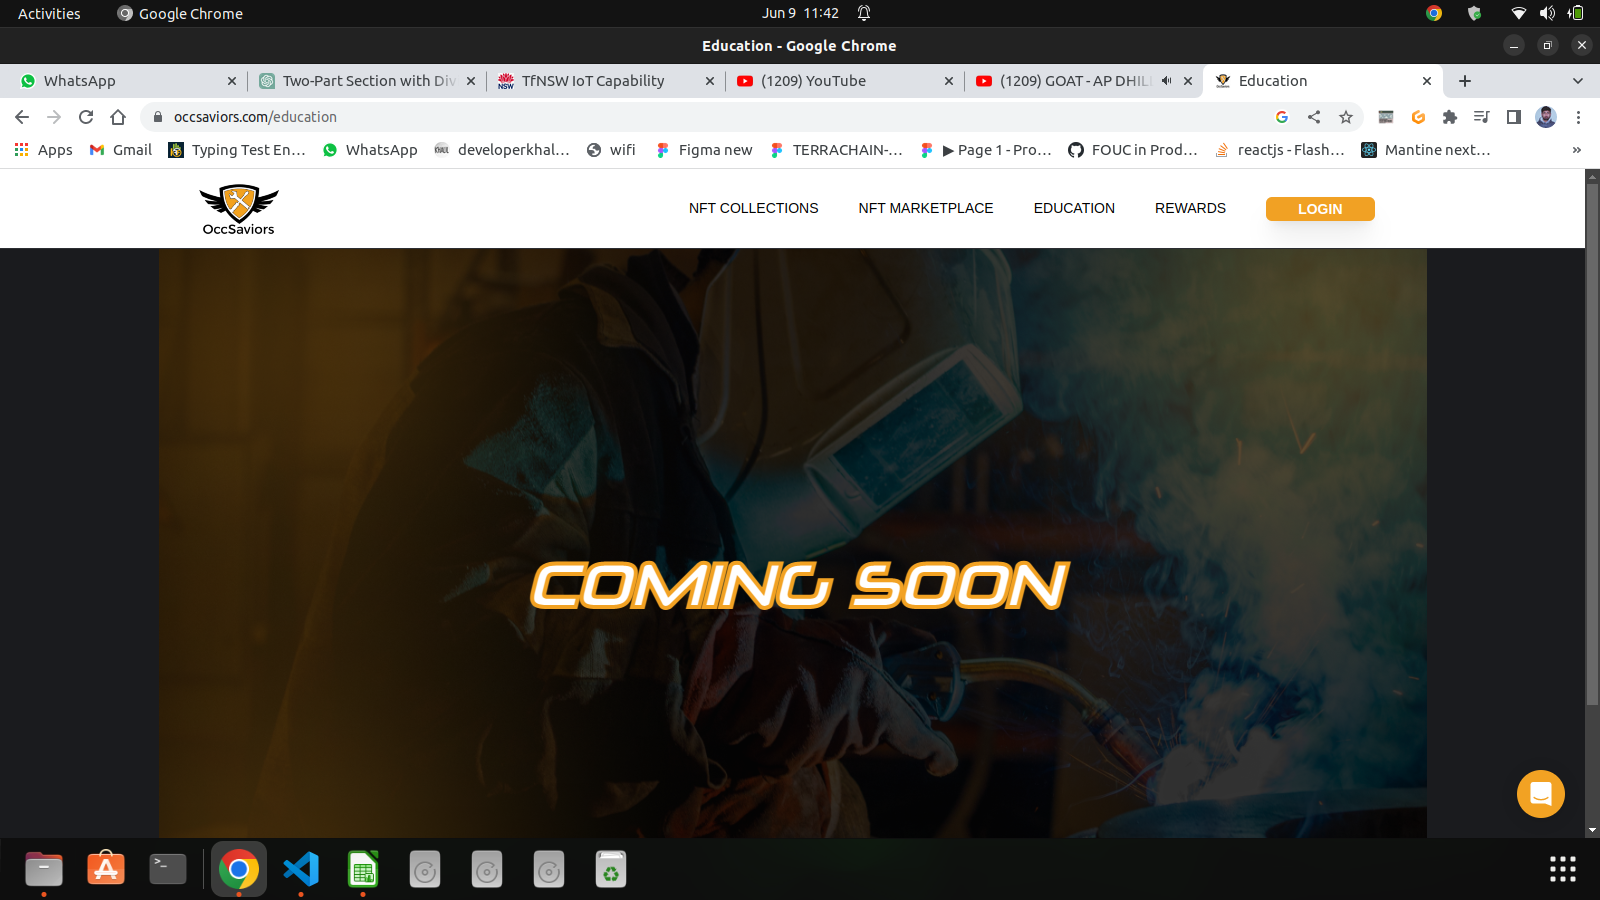 Activities
Google Chrome
Jun 9 11:42
Education - Google Chrome
WhatsApp
Two-Part Section with Div
TfNSW IoT Capability
(1209) YouTube
(1209) GOAT - AP DHIL
Education
occsaviors.com/education
Apps
Gmail
Typing Test En...
WhatsApp
developerkhal...
wifi
Figma new
TERRACHAIN-...
▶ Page 1 - Pro...
FOUC in Prod...
reactjs - Flash...
Mantine next...
»
OccSaviors
NFT COLLECTIONS
NFT MARKETPLACE
EDUCATION
REWARDS
LOGIN
COMING SOON